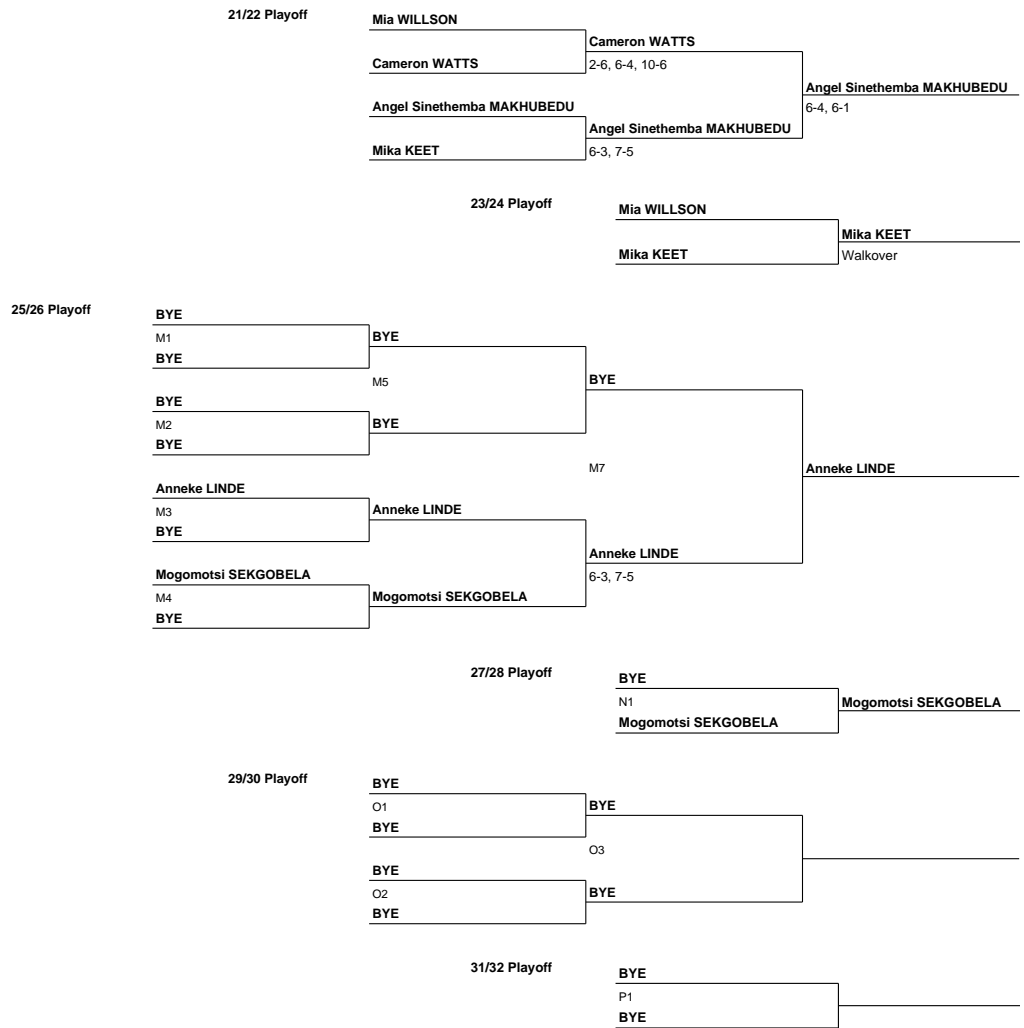 21/22 Playoff
Mia WILLSON
Cameron WATTS
Cameron WATTS
2-6, 6-4, 10-6
Angel Sinethemba MAKHUBEDU
6-4, 6-1
Angel Sinethemba MAKHUBEDU
Angel Sinethemba MAKHUBEDU
Mika KEET
6-3, 7-5
23/24 Playoff
Mia WILLSON
Mika KEET
Mika KEET
Walkover
25/26 Playoff
BYE
M1
BYE
BYE
M5
BYE
BYE
M2
BYE
BYE
M7
Anneke LINDE
Anneke LINDE
M3
Anneke LINDE
BYE
Anneke LINDE
6-3, 7-5
Mogomotsi SEKGOBELA
M4
Mogomotsi SEKGOBELA
BYE
27/28 Playoff
BYE
N1
Mogomotsi SEKGOBELA
Mogomotsi SEKGOBELA
29/30 Playoff
BYE
O1
BYE
BYE
O3
BYE
O2
BYE
BYE
31/32 Playoff
BYE
P1
BYE